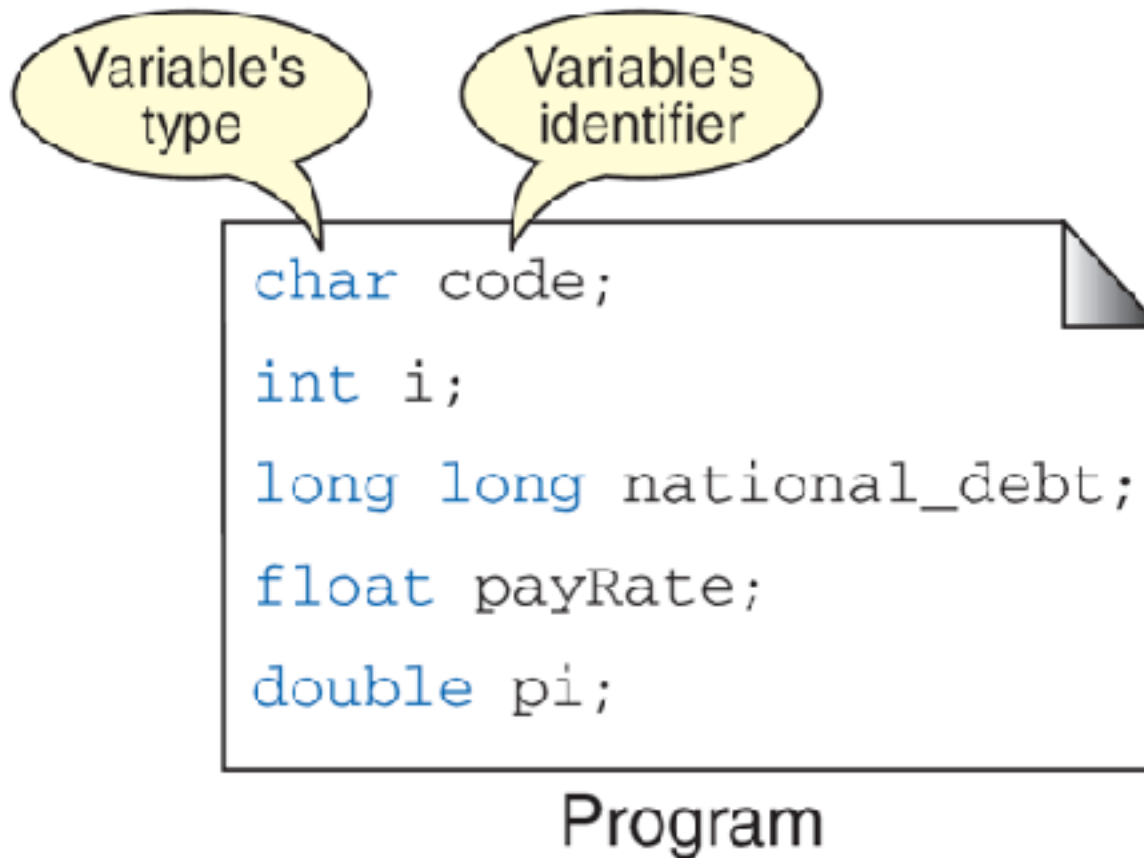 Variable's
type
Variable's
identifier
char code;
int i;
long long national_debt;
float payRate;
double pi;
Program